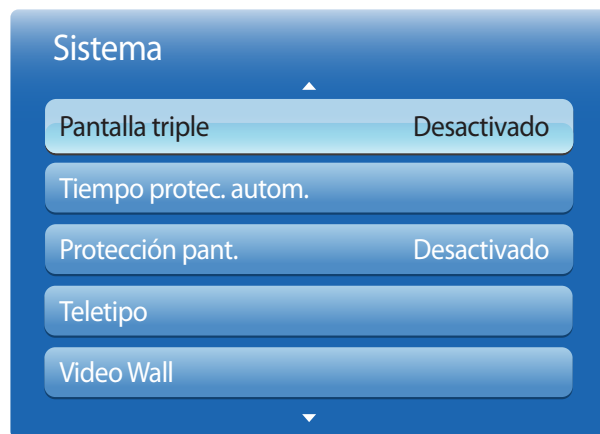 Sistema
Pantalla triple Desactivado
Tiempo protec. autom.
Protección pant. Desactivado
Teletipo
Video Wall